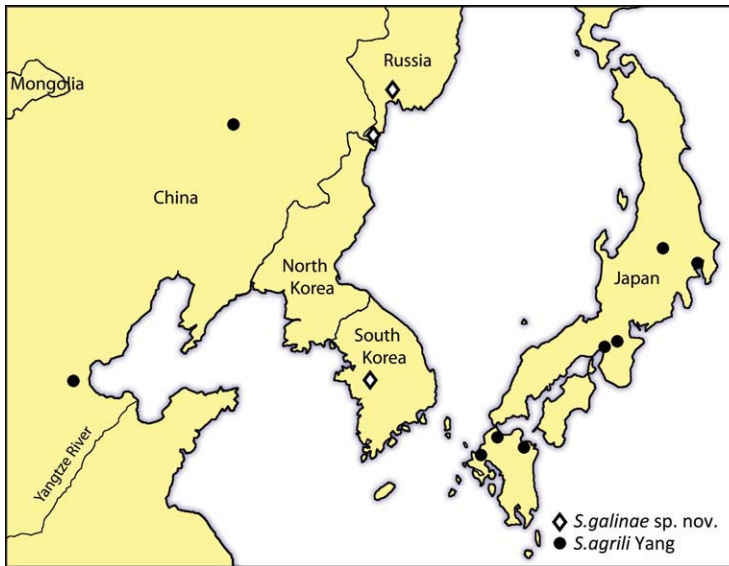 Russia
Mongolia
China
North
Korea
Japan
South
Korea
Yangtze River
S.galinae sp. nov.
S.agrili Yang